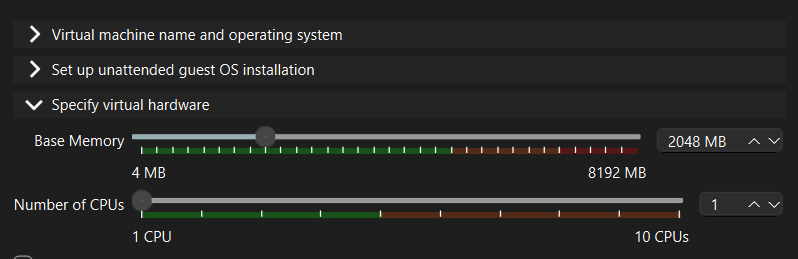 Virtual machine name and operating system
Set up unattended guest OS installation
Specify virtual hardware
Base Memory 2048 MB
4 MB 8192 MB
Number of CPUs 1
1 CPU 10 CPUs